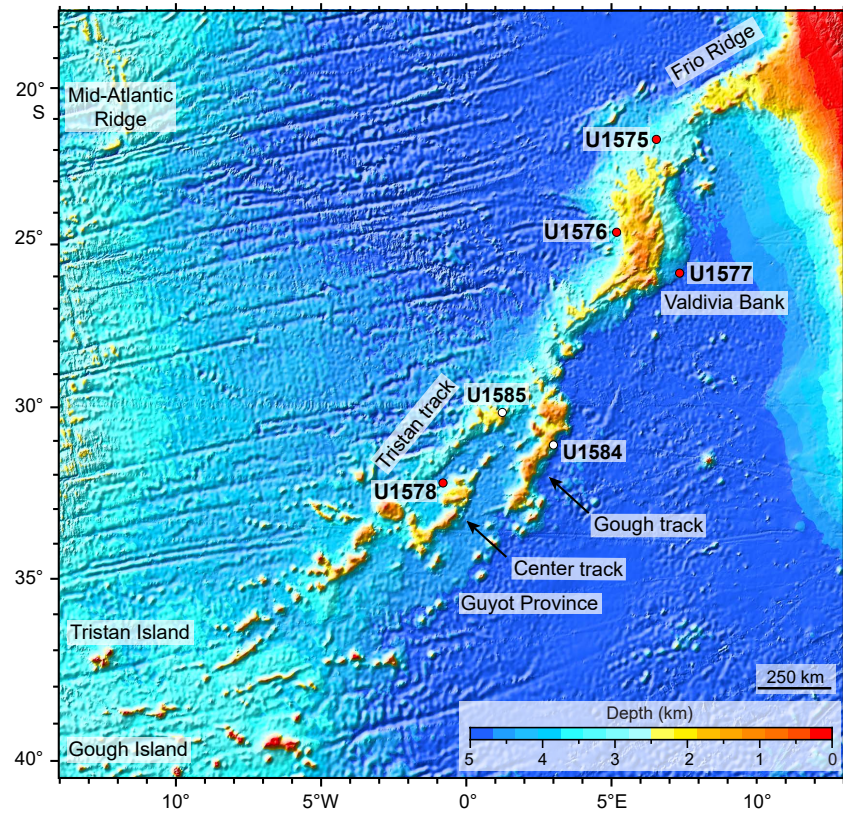 Frio Ridge
20°
S
Mid-Atlantic
Ridge
U1575
U1576
25°
U1577
Valdivia Bank
U1585
Tristan track
30°
U1584
U1578
Gough track
Center track
35°
Guyot Province
Tristan Island
250 km
Depth (km)
Gough Island
40°
5
4
3
2
1
0
10°
5°W
0°
5°E
10°